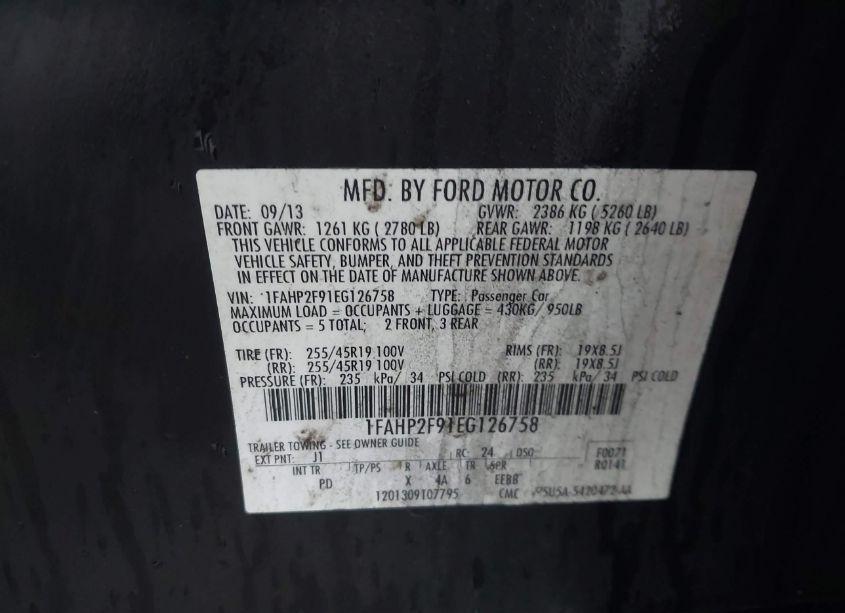 MFD. BY FORD MOTOR CO.
DATE: 09/13 GVWR: 2386 KG ( 5260 LB)
FRONT GAWR: 1261 KG ( 2780 LB) REAR GAWR: 1198 KG ( 2640 LB)
THIS VEHICLE CONFORMS TO ALL APPLICABLE FEDERAL MOTOR
VEHICLE SAFETY, BUMPER, AND THEFT PREVENTION STANDARDS
IN EFFECT ON THE DATE OF MANUFACTURE SHOWN ABOVE.
VIN: 1FAHP2F91EG126758 TYPE: Passenger Car
MAXIMUM LOAD = OCCUPANTS + LUGGAGE = 430KG/ 950LB
OCCUPANTS = 5 TOTAL; 2 FRONT, 3 REAR
TIRE (FR): 255/45R19 100V RIMS (FR): 19X8.5J
(RR): 255/45R19 100V (RR): 19X8.5J
PRESSURE (FR): 235 kPa/ 34 PSI COLD (RR): 235 kPa/ 34 PSI COLD
1FAHP2F91EG126758
TRAILER TOWING - SEE OWNER GUIDE
EXT PNT: J1 RC: 24 DSO: F0071
INT TR TP/PS R AXLE TR SPR R0141
PD X 4A 6 EEBB
1201309T07795 CMC 5420472-AA